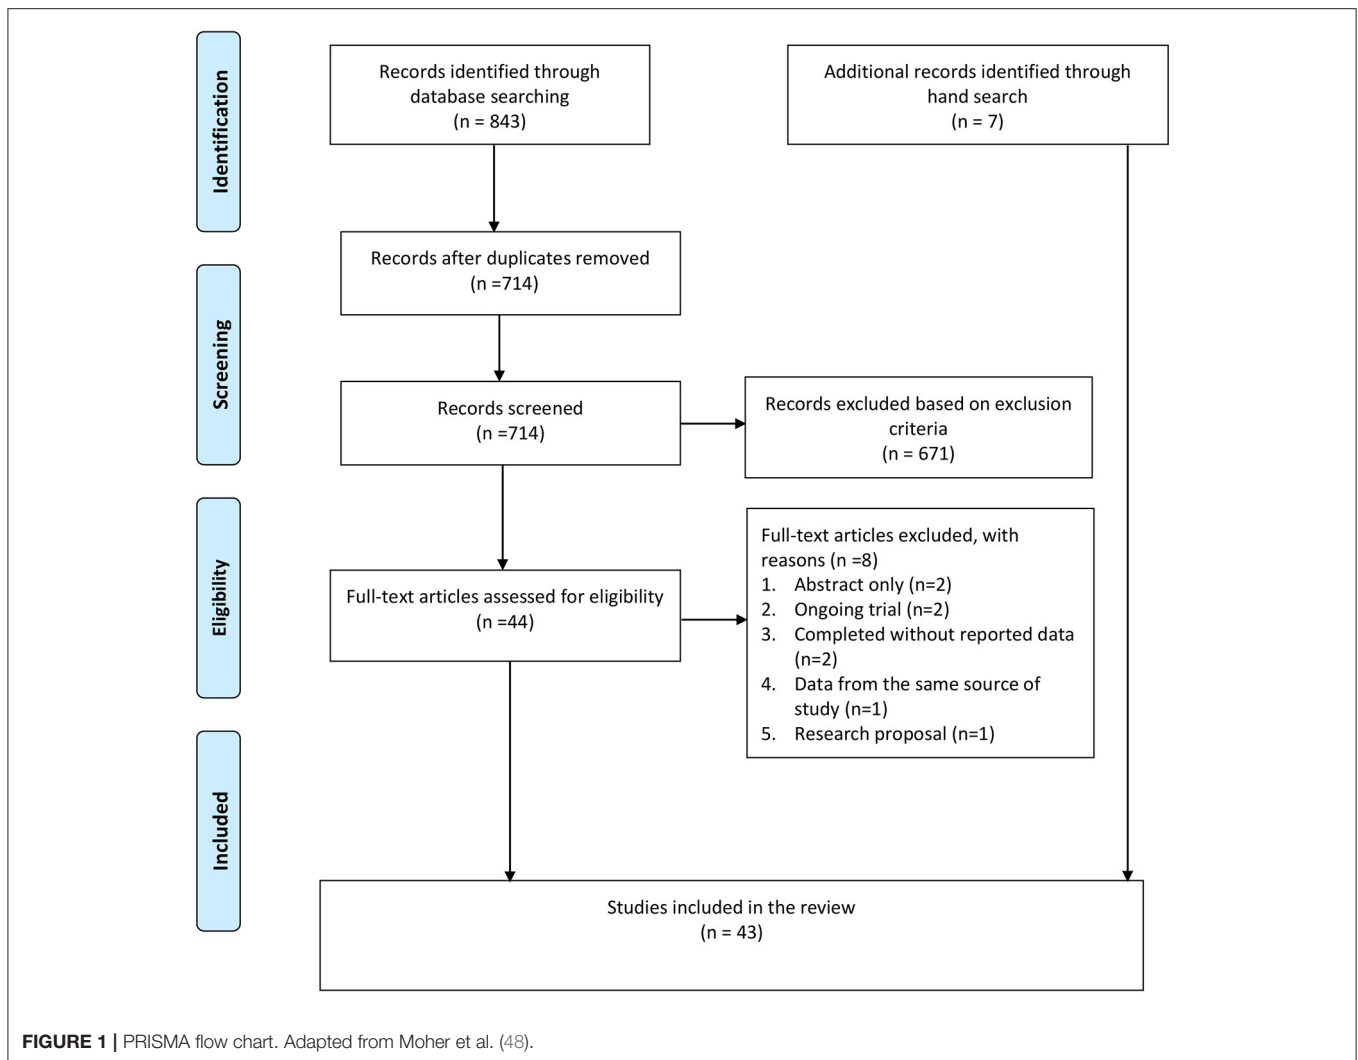 Identification
Records identified through
database searching
(n = 843)
Additional records identified through
hand search
(n = 7)
Screening
Records after duplicates removed
(n =714)
Records screened
(n =714)
Records excluded based on exclusion
criteria
(n = 671)
Eligibility
Full-text articles assessed for eligibility
(n =44)
Full-text articles excluded, with
reasons (n =8)
1. Abstract only (n=2)
2. Ongoing trial (n=2)
3. Completed without reported data
(n=2)
4. Data from the same source of
study (n=1)
5. Research proposal (n=1)
Included
Studies included in the review
(n = 43)
FIGURE 1 | PRISMA flow chart. Adapted from Moher et al. (48).